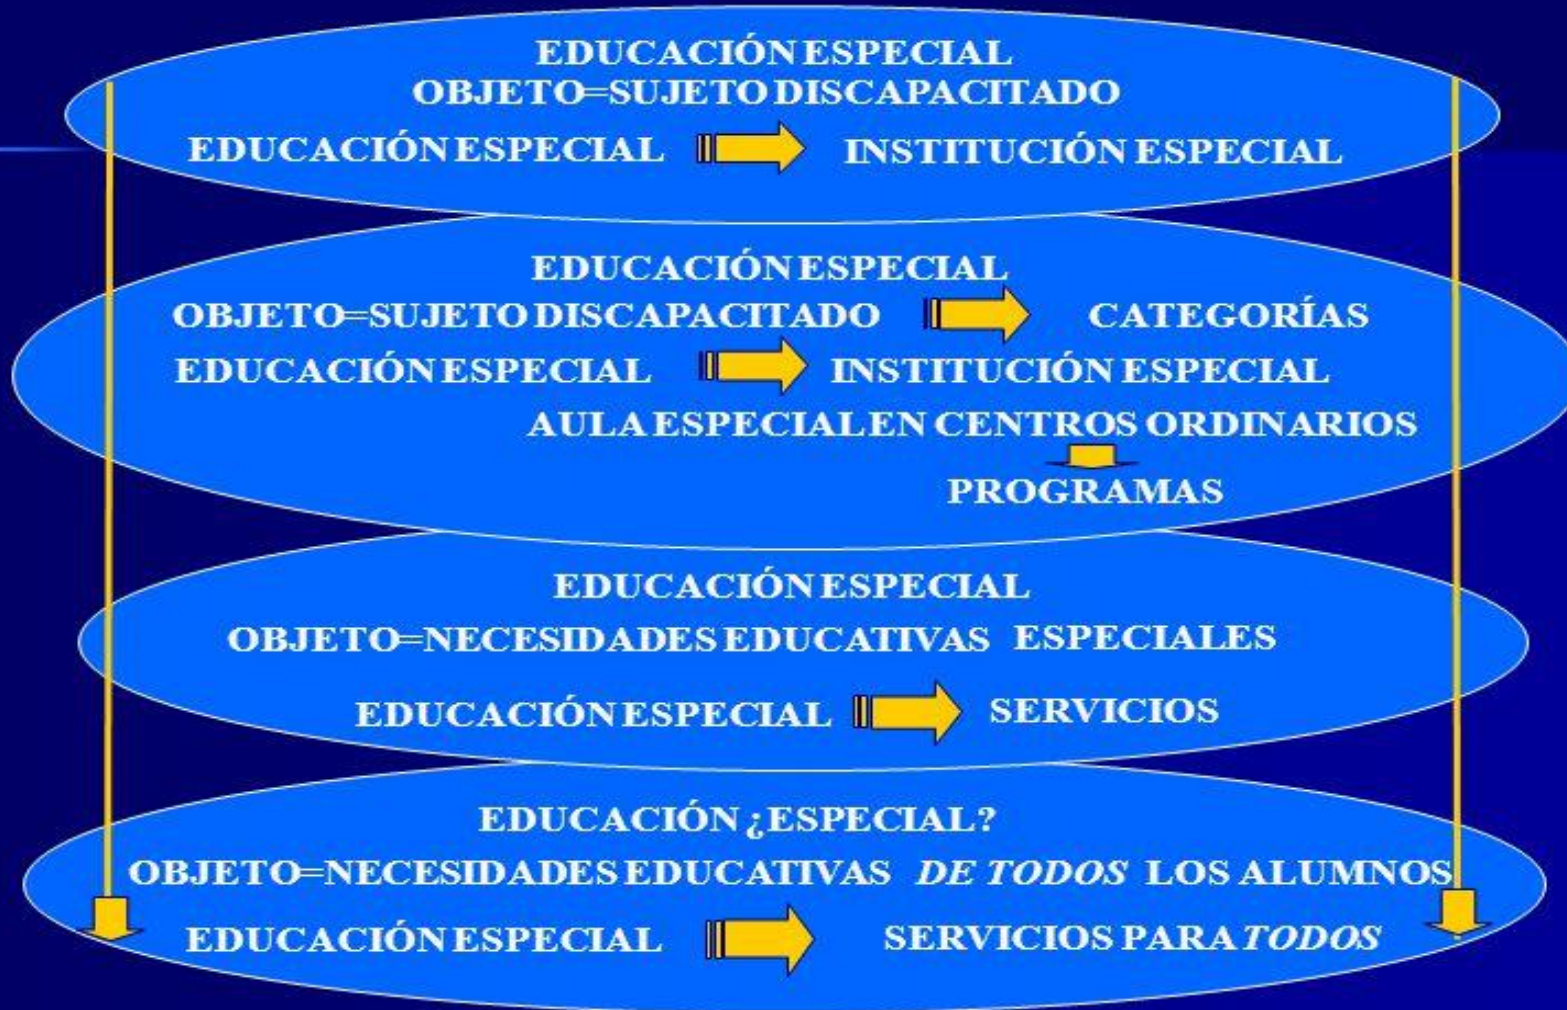 EDUCACIÓN ESPECIAL
OBJETO=SUJETO DISCAPACITADO
EDUCACIÓN ESPECIAL INSTITUCIÓN ESPECIAL
EDUCACIÓN ESPECIAL
OBJETO=SUJETO DISCAPACITADO CATEGORÍAS
EDUCACIÓN ESPECIAL INSTITUCIÓN ESPECIAL
AULA ESPECIAL EN CENTROS ORDINARIOS
PROGRAMAS
EDUCACIÓN ESPECIAL
OBJETO=NECESIDADES EDUCATIVAS ESPECIALES
EDUCACIÓN ESPECIAL SERVICIOS
EDUCACIÓN ¿ESPECIAL?
OBJETO=NECESIDADES EDUCATIVAS DE TODOS LOS ALUMNOS
EDUCACIÓN ESPECIAL SERVICIOS PARA TODOS